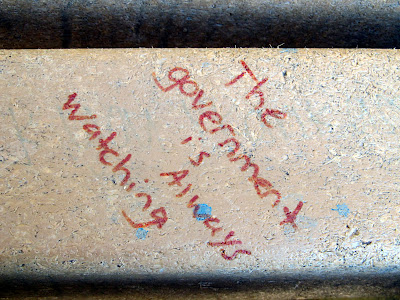 The
government
is Always
watching